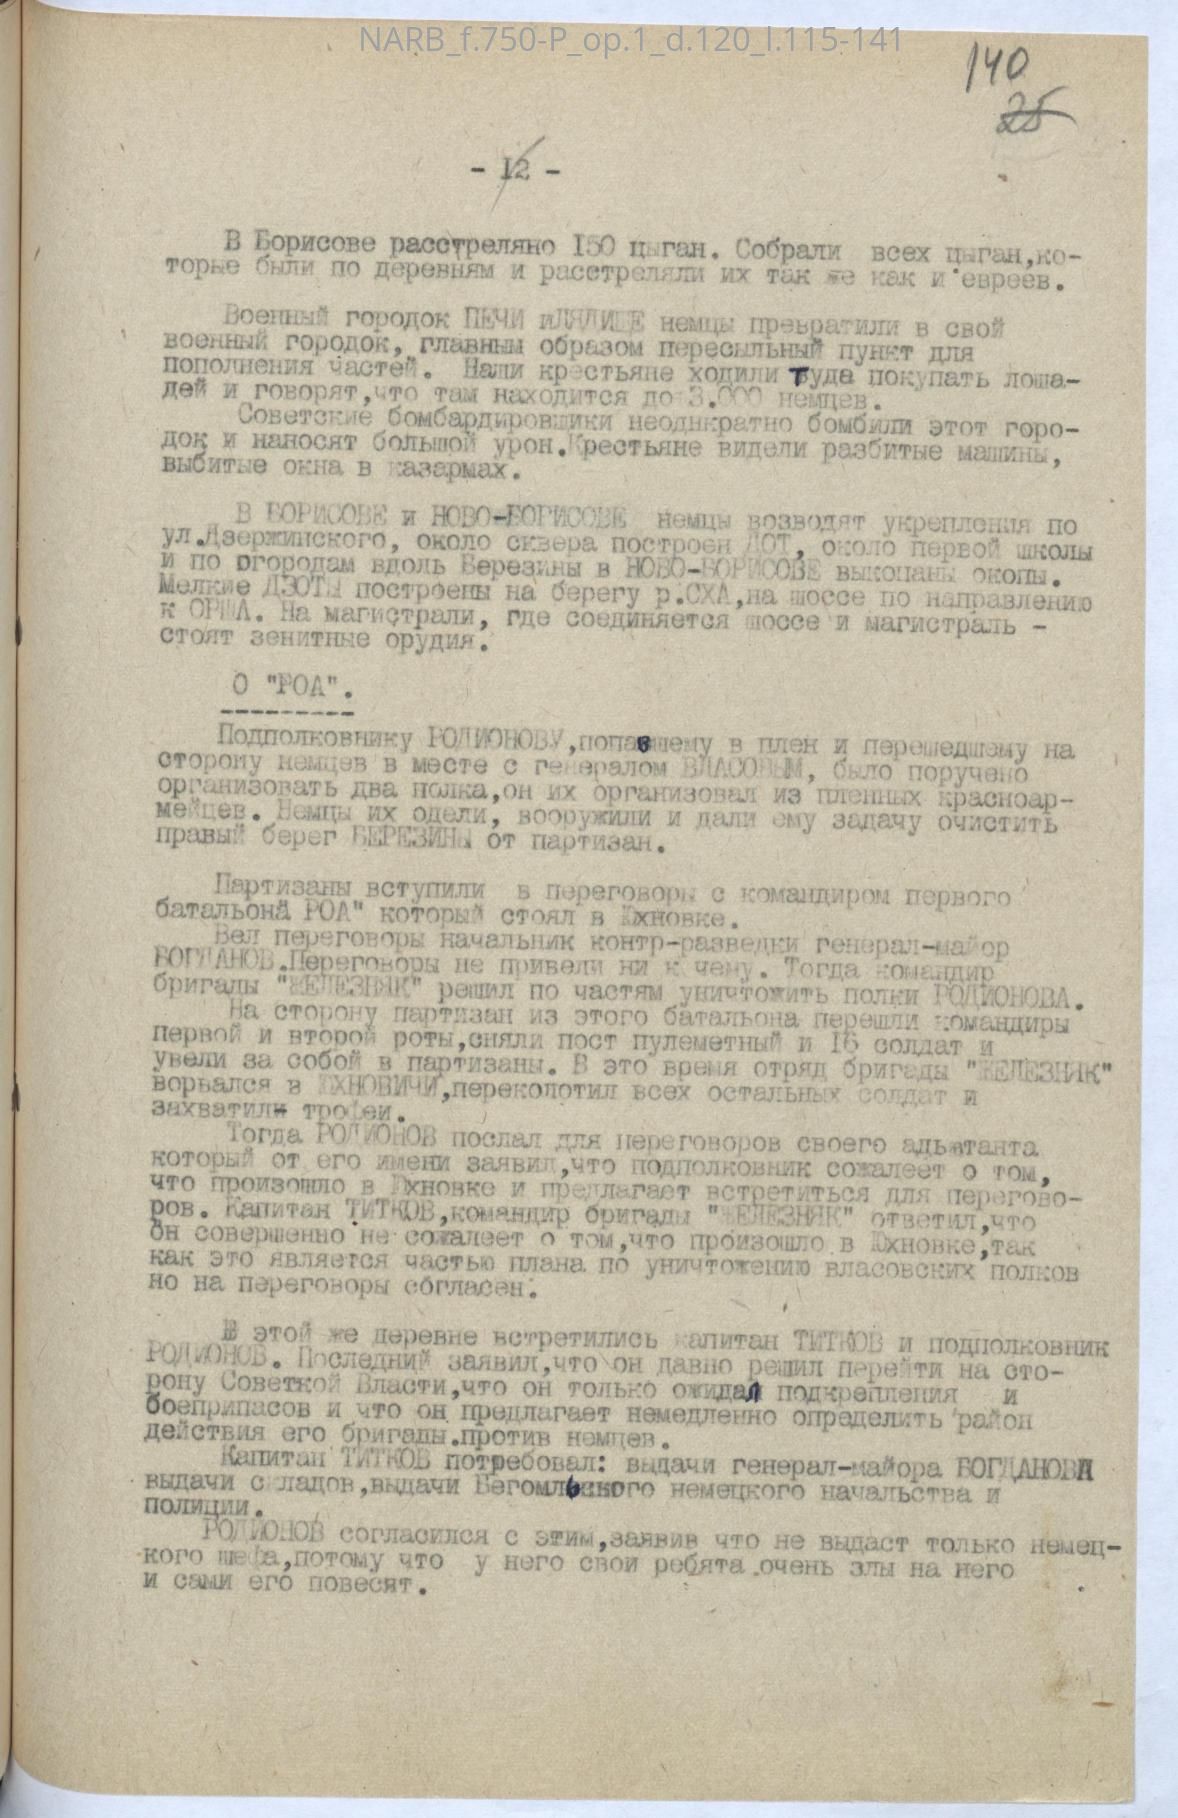 NARB_f.750-P_op.1_d.120_l.115-141
140
25
- 12 -
В Борисове расстреляно 150 цыган. Собрали всех цыган,ко-
торые были по деревням и расстреляли их так же как и евреев.
Военный городок ПЕЧИ иЛЯДИЩЕ немцы превратили в свой
военный городок, главным образом пересыльный пункт для
пополнения частей. Наши крестьяне ходили туда покупать лоша-
дей и говорят,что там находится до 3.000 немцев.
Советские бомбардировщики неоднкратно бомбили этот горо-
док и наносят большой урон.Крестьяне видели разбитые машины,
выбитые окна в казармах.
В БОРИСОВЕ и НОВО-БОРИСОВЕ немцы возводят укрепления по
ул.Дзержинского, около сквера построен ДОТ, около первой школы
и по огородам вдоль Березины в НОВО-БОРИСОВЕ выкопаны окопы.
Мелкие ДЗОТЫ построены на берегу р.СХА,на шоссе по направлению
к ОРША. На магистрали, где соединяется шоссе и магистраль -
стоят зенитные орудия.
О "РОА".
Подполковнику РОДИОНОВУ,попавшему в плен и перешедшему на
сторону немцев в месте с генералом ВЛАСОВЫМ, было поручено
организовать два полка,он их организовал из пленных красноар-
мейцев. Немцы их одели, вооружили и дали ему задачу очистить
правый берег БЕРЕЗИНЫ от партизан.
Партизаны вступили в переговоры с командиром первого
батальона РОА" который стоял в Юхновке.
Вел переговоры начальник контр-разведки генерал-майор
БОГДАНОВ.Переговоры не привели ни к чему. Тогда командир
бригады "ЖЕЛЕЗНЯК" решил по частям уничтожить полки РОДИОНОВА.
На сторону партизан из этого батальона перешли командиры
первой и второй роты,сняли пост пулеметный и 16 солдат и
увели за собой в партизаны. В это время отряд бригады "ЖЕЛЕЗНЯК"
ворвался в ЮХНОВИЧИ,переколотил всех остальных солдат и
захватили трофеи.
Тогда РОДИОНОВ послал для переговоров своего адьютанта
который от его имени заявил,что подполковник сожалеет о том,
что произошло в Юхновке и предлагает встретиться для перегово-
ров. Капитан ТИТКОВ,командир бригады "ЖЕЛЕЗНЯК" ответил,что
он совершенно не сожалеет о том,что произошло в Юхновке,так
как это является частью плана по уничтожению власовских полков
но на переговоры согласен.
В этой же деревне встретились капитан ТИТКОВ и подполковник
РОДИОНОВ. Последний заявил,что он давно решил перейти на сто-
рону Советкой Власти,что он только ожидал подкрепления и
боеприпасов и что он предлагает немедленно определить район
действия его бригады.против немцев.
Капитан ТИТКОВ потребовал: выдачи генерал-майора БОГДАНОВА
выдачи складов,выдачи Бегомльского немецкого начальства и
полиции.
РОДИОНОВ согласился с этим,заявив что не выдаст только немец-
кого шефа,потому что у него свои ребята очень злы на него
и сами его повесят.